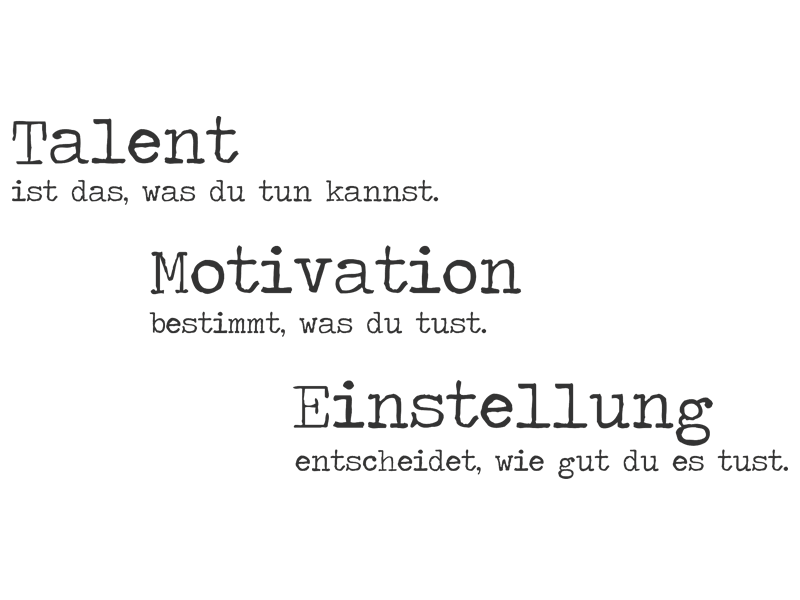 Talent
ist das, was du tun kannst.
Motivation
bestimmt, was du tust.
Einstellung
entscheidet, wie gut du es tust.